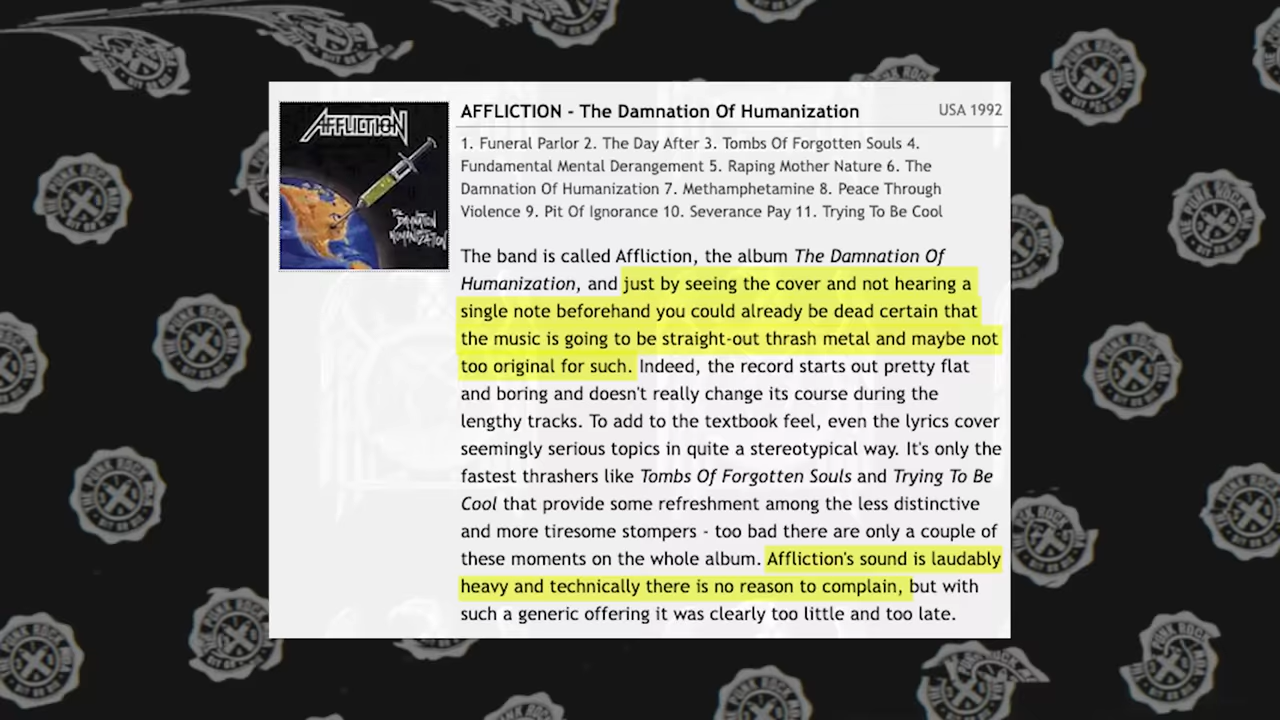 AFFLICTION - The Damnation Of Humanization USA 1992
1. Funeral Parlor 2. The Day After 3. Tombs Of Forgotten Souls 4.
Fundamental Mental Derangement 5. Raping Mother Nature 6. The
Damnation Of Humanization 7. Methamphetamine 8. Peace Through
Violence 9. Pit Of Ignorance 10. Severance Pay 11. Trying To Be Cool
AFFLICTION
THE
DAMNATION
OF
HUMANIZATION
The band is called Affliction, the album The Damnation Of
Humanization, and just by seeing the cover and not hearing a
single note beforehand you could already be dead certain that
the music is going to be straight-out thrash metal and maybe not
too original for such. Indeed, the record starts out pretty flat
and boring and doesn't really change its course during the
lengthy tracks. To add to the textbook feel, even the lyrics cover
seemingly serious topics in quite a stereotypical way. It's only the
fastest thrashers like Tombs Of Forgotten Souls and Trying To Be
Cool that provide some refreshment among the less distinctive
and more tiresome stompers - too bad there are only a couple of
these moments on the whole album. Affliction's sound is laudably
heavy and technically there is no reason to complain, but with
such a generic offering it was clearly too little and too late.
THE PUNK ROCK MBA